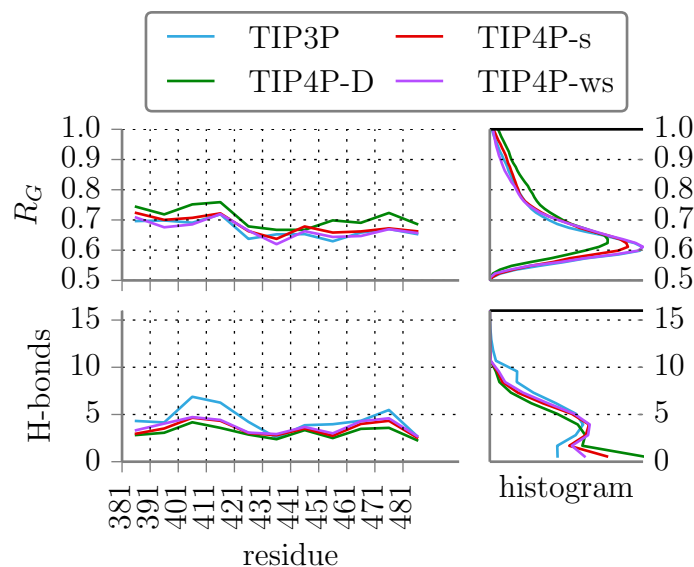 TIP3P TIP4P-s
TIP4P-D TIP4P-ws
R_G
1.0 1.0
0.9 0.9
0.8 0.8
0.7 0.7
0.6 0.6
0.5 0.5
H-bonds
15 15
10 10
5 5
0 0
381 391 401 411 421 431 441 451 461 471 481
histogram
residue